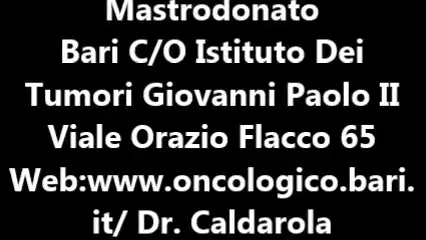 Mastrodonato
Bari C/O Istituto Dei
Tumori Giovanni Paolo II
Viale Orazio Flacco 65
Web:www.oncologico.bari.
it/ Dr. Caldarola